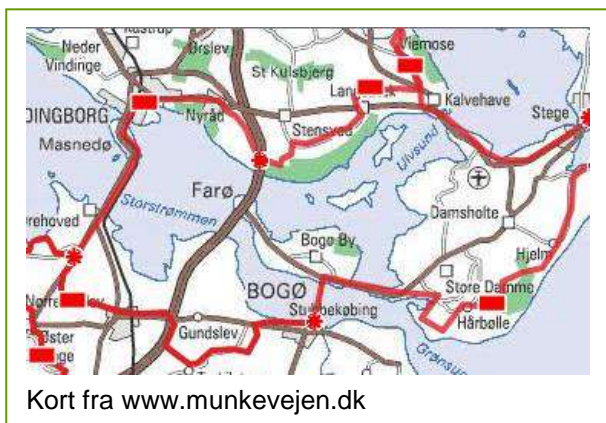 Kastrup
Neder
Vindinge
Ørslev
Viemose
St Kulsbjerg
DINGBORG
Nyråd
Kalvehave
Stege
Masnedø
Stensved
Ulvsund
Farø
Storstrømmen
Damsholte
Bogø By
Hjelm
BOGØ
Store Damme
Hårbølle
Gundslev
Grønsund
Kort fra www.munkevejen.dk